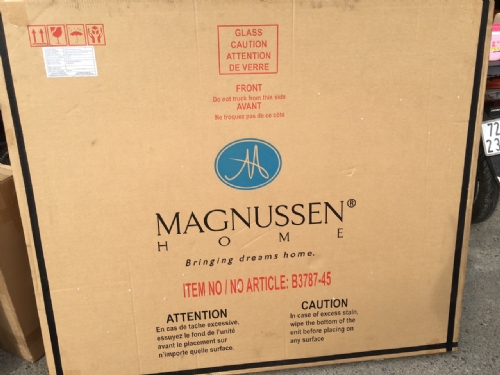 GLASS
CAUTION
ATTENTION
DE VERRE
FRONT
Do not truck from this side
AVANT
Ne troques pas de ce côté
MAGNUSSEN®
HOME
Bringing dreams home.
ITEM NO / NO ARTICLE: B3787-45
ATTENTION
En cas de tache excessive,
essuyez le fond de l'unité
avant le placement sur
n'importe quelle surface.
CAUTION
In case of excess stain,
wipe the bottom of the
unit before placing on
any surface
72
23